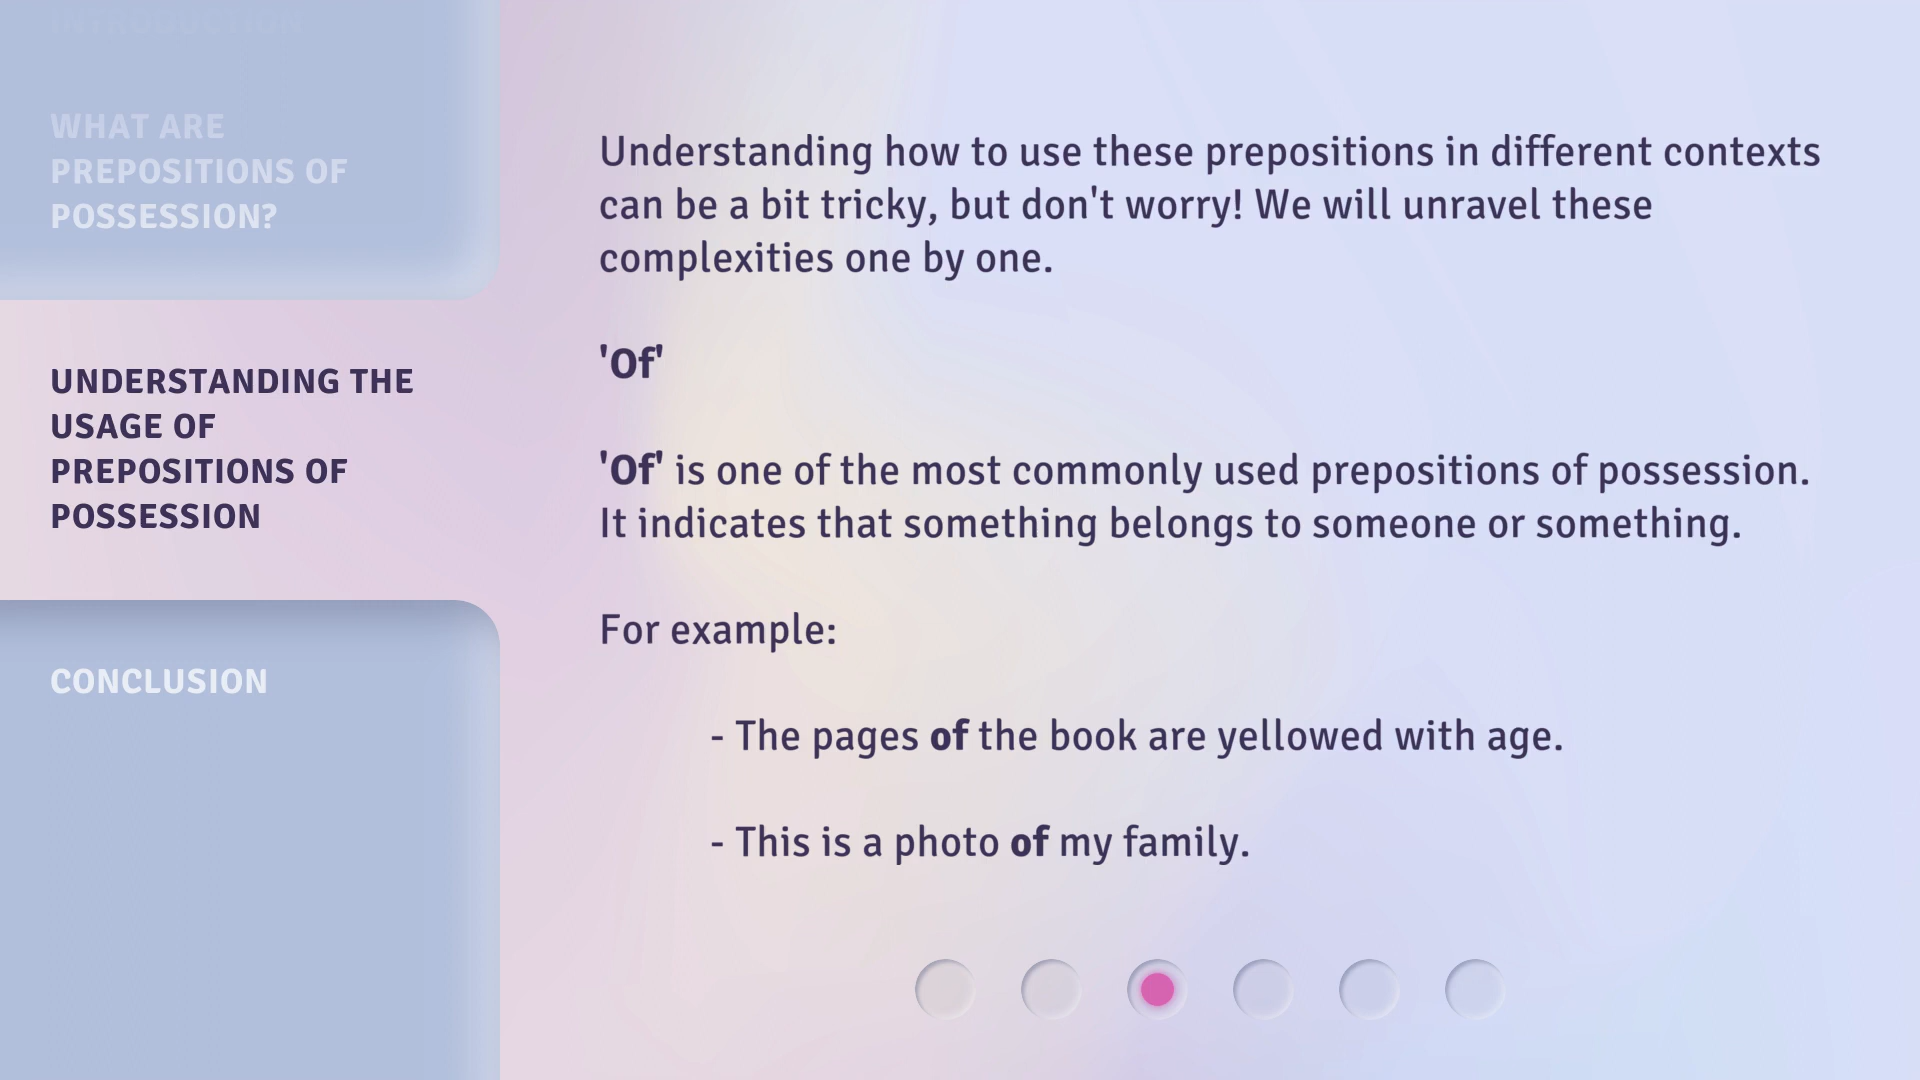 INTRODUCTION
WHAT ARE
PREPOSITIONS OF
POSSESSION?
UNDERSTANDING THE
USAGE OF
PREPOSITIONS OF
POSSESSION
CONCLUSION
Understanding how to use these prepositions in different contexts
can be a bit tricky, but don't worry! We will unravel these
complexities one by one.
'Of'
'Of' is one of the most commonly used prepositions of possession.
It indicates that something belongs to someone or something.
For example:
- The pages of the book are yellowed with age.
- This is a photo of my family.